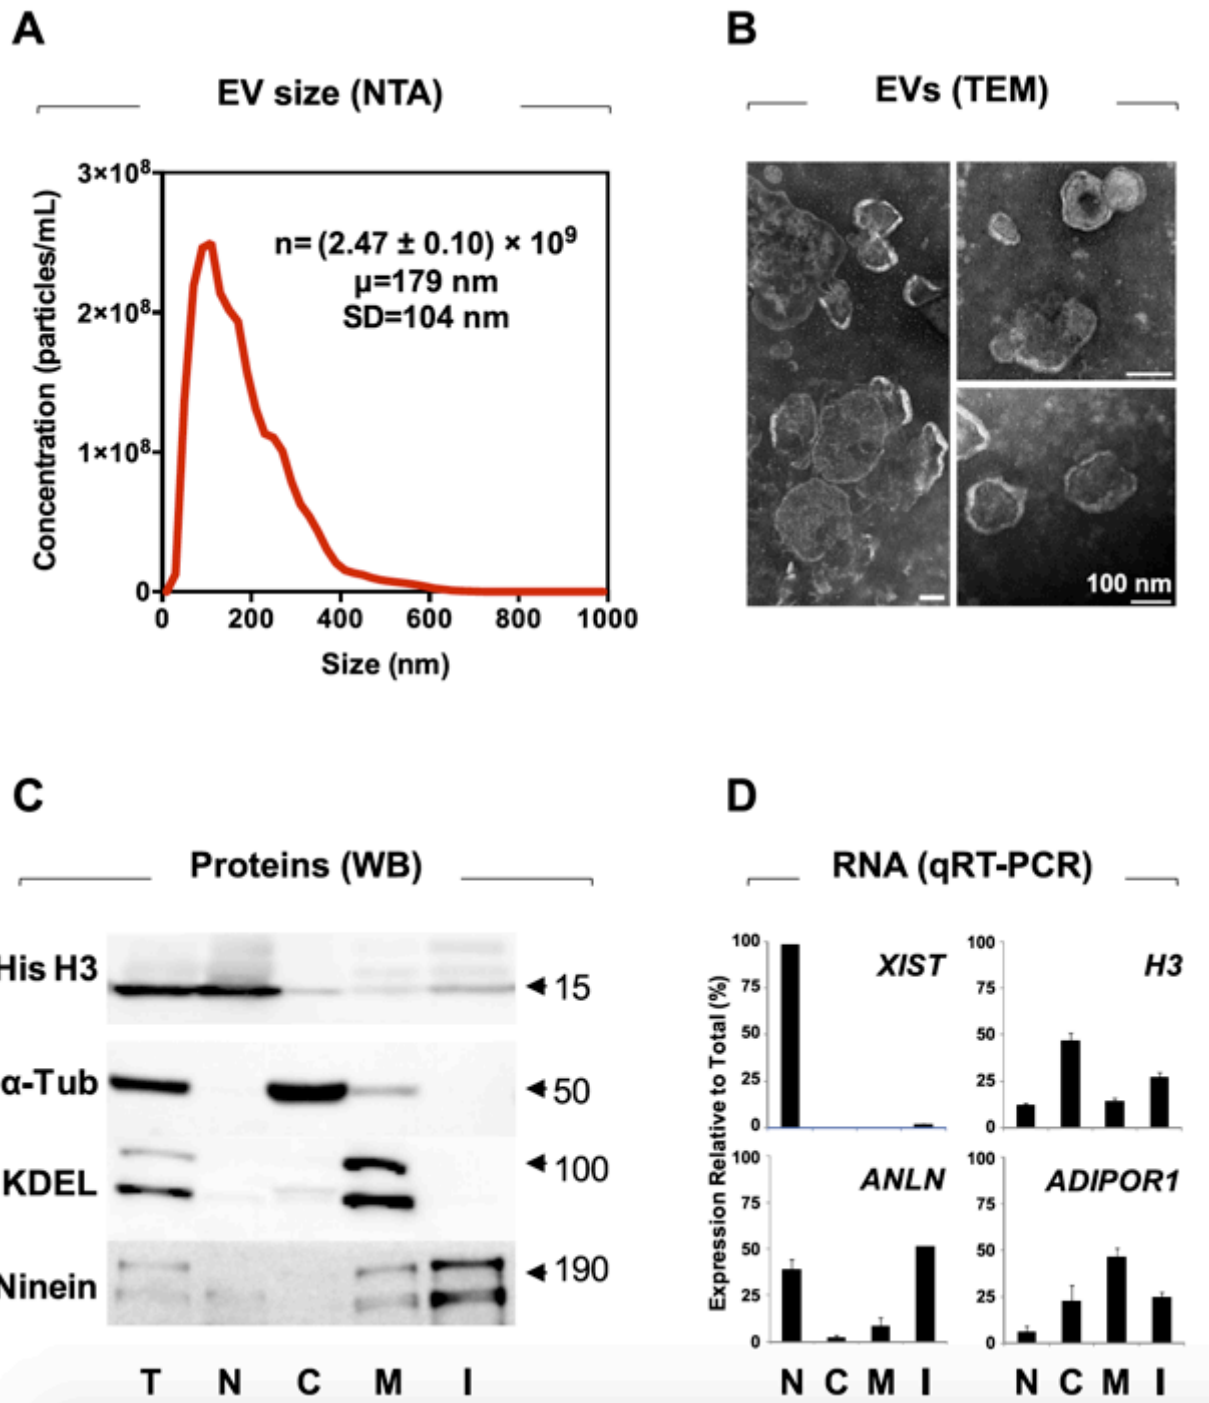 A
EV size (NTA)
3×10⁸
2×10⁸
1×10⁸
0
Concentration (particles/mL)
n= (2.47 ± 0.10) × 10⁹
µ=179 nm
SD=104 nm
0 200 400 600 800 1000
Size (nm)
B
EVs (TEM)
100 nm
C
Proteins (WB)
His H3
15
α-Tub
50
KDEL
100
Ninein
190
T N C M I
D
RNA (qRT-PCR)
Expression Relative to Total (%)
100
75
50
25
0
XIST
100
75
50
25
0
H3
100
75
50
25
0
ANLN
100
75
50
25
0
ADIPOR1
N C M I
N C M I